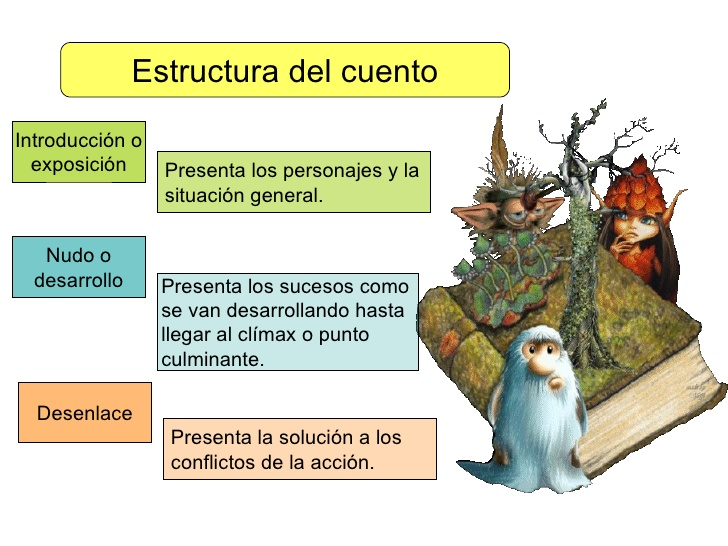 Estructura del cuento
Introducción o
exposición
Presenta los personajes y la
situación general.
Nudo o
desarrollo
Presenta los sucesos como
se van desarrollando hasta
llegar al clímax o punto
culminante.
Desenlace
Presenta la solución a los
conflictos de la acción.